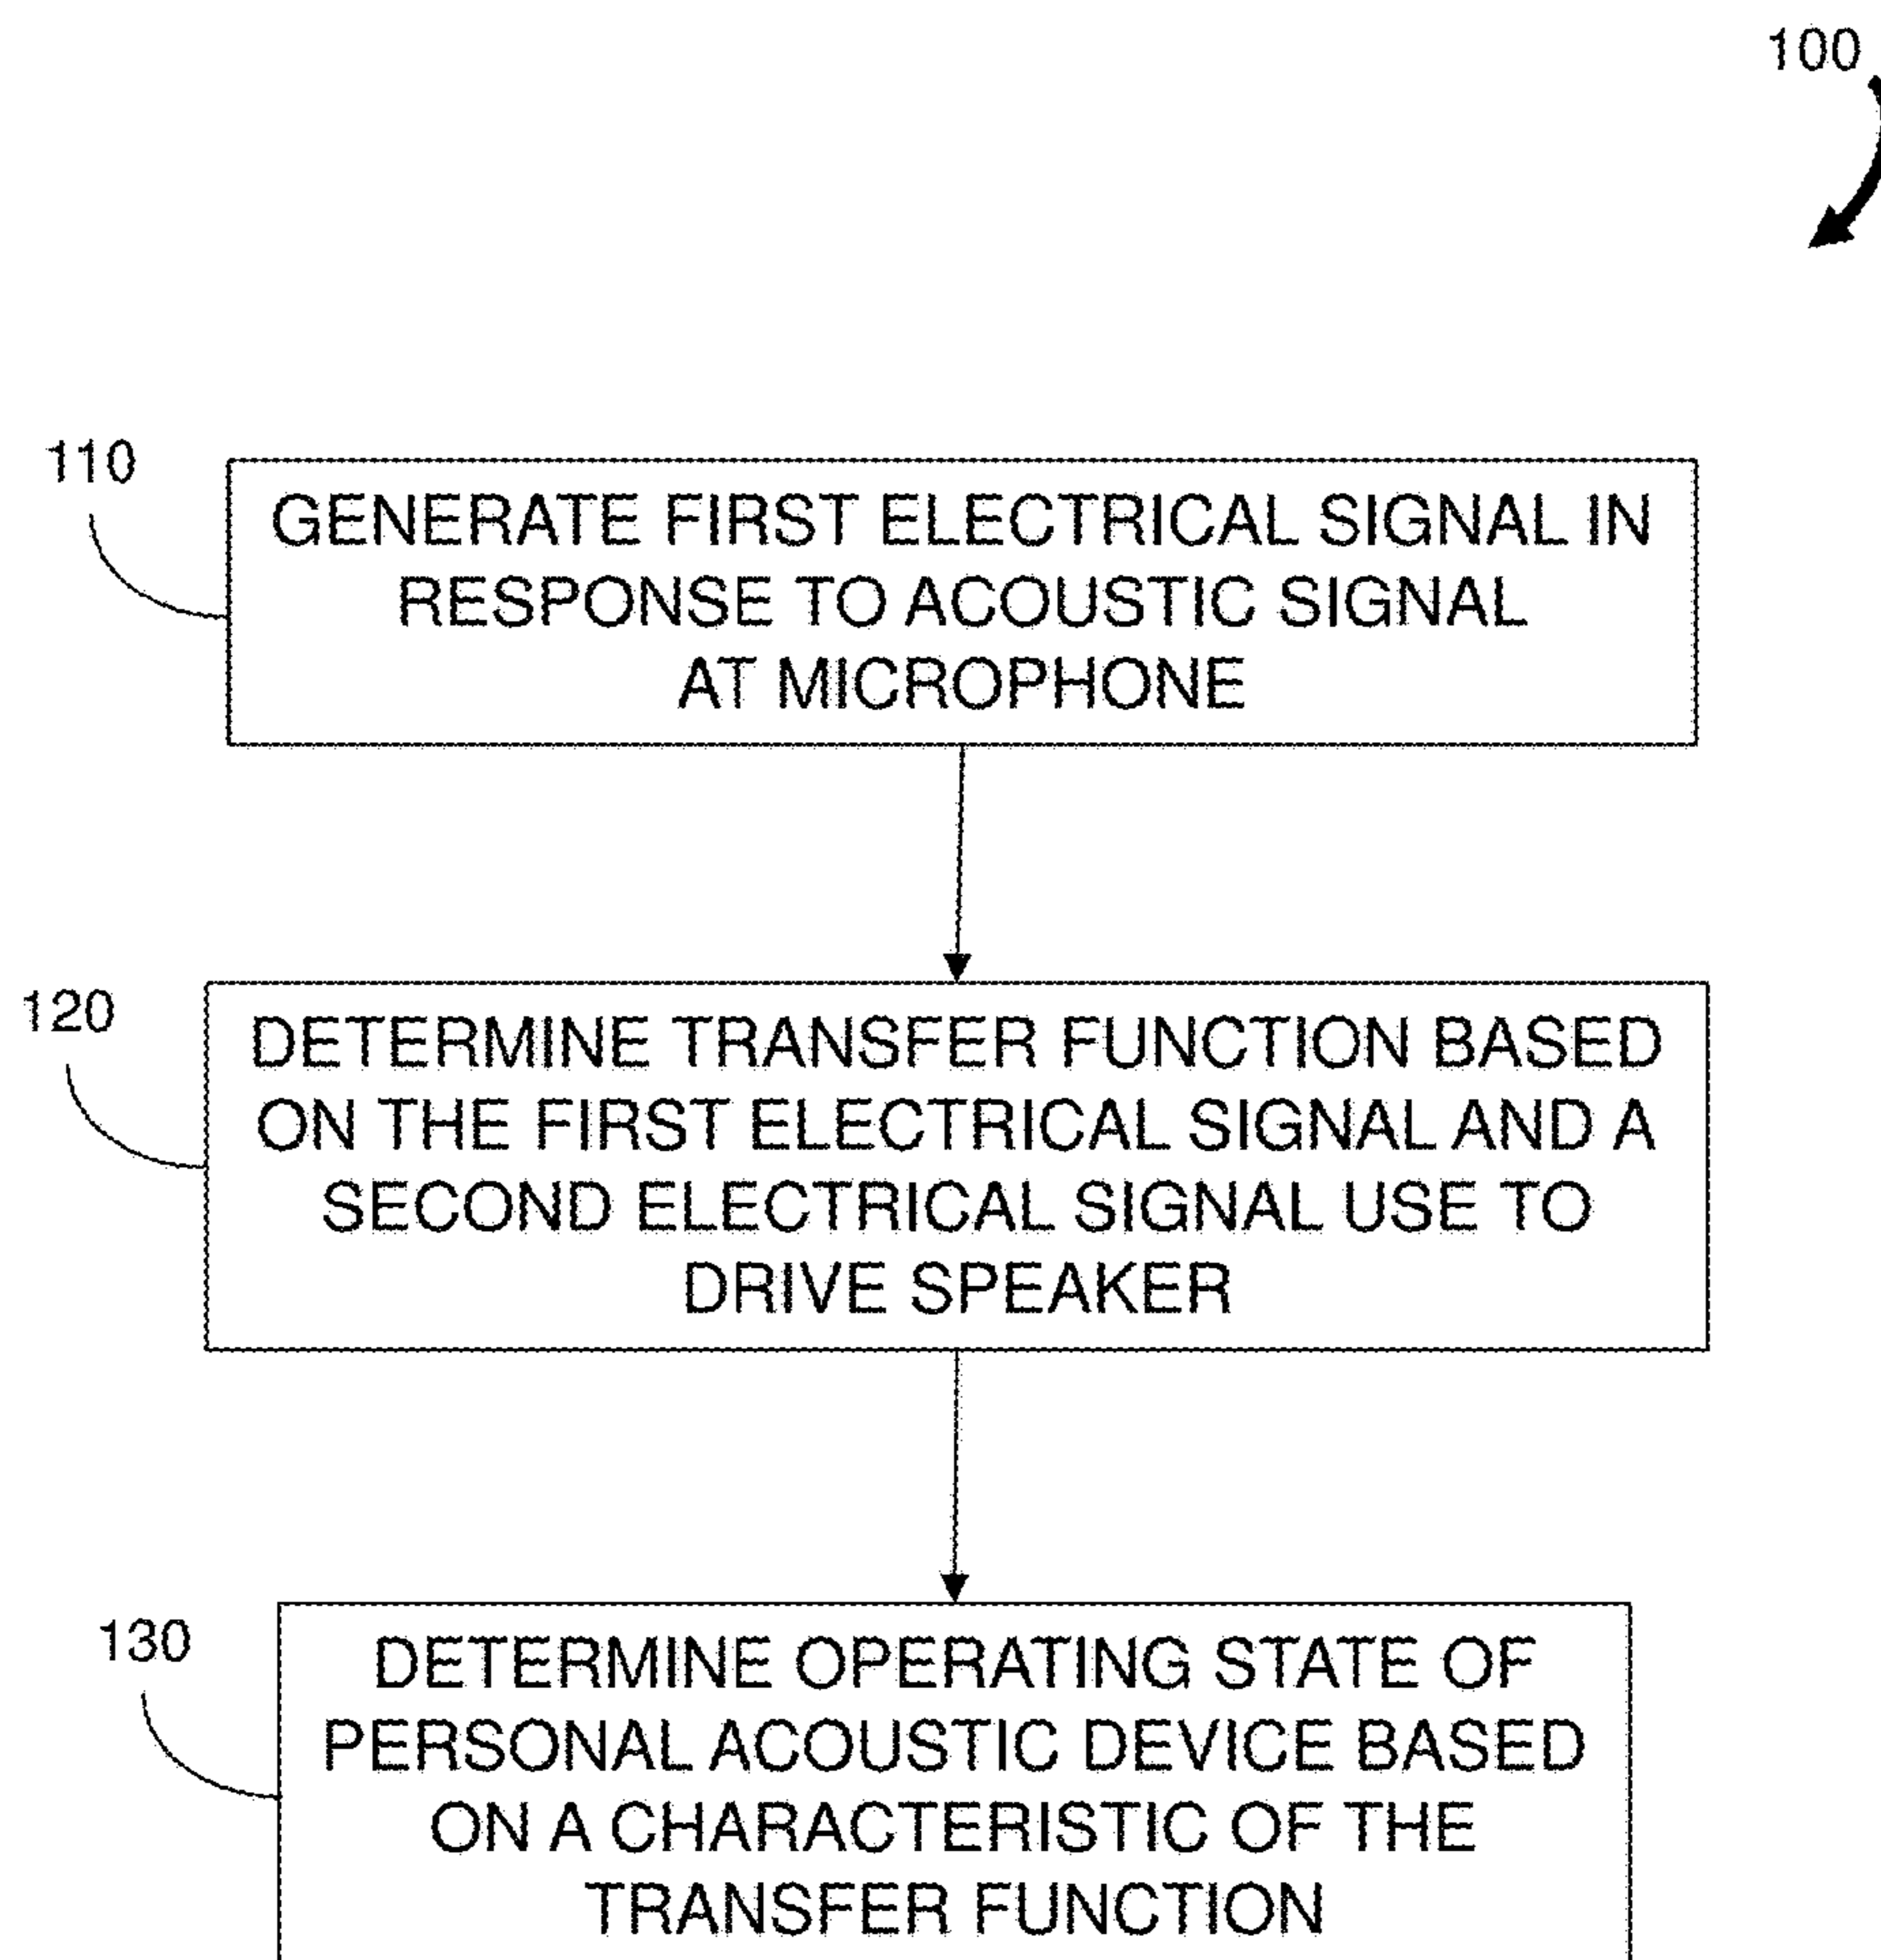 100
110
GENERATE FIRST ELECTRICAL SIGNAL IN
RESPONSE TO ACOUSTIC SIGNAL
AT MICROPHONE
120
DETERMINE TRANSFER FUNCTION BASED
ON THE FIRST ELECTRICAL SIGNAL AND A
SECOND ELECTRICAL SIGNAL USE TO
DRIVE SPEAKER
130
DETERMINE OPERATING STATE OF
PERSONAL ACOUSTIC DEVICE BASED
ON A CHARACTERISTIC OF THE
TRANSFER FUNCTION